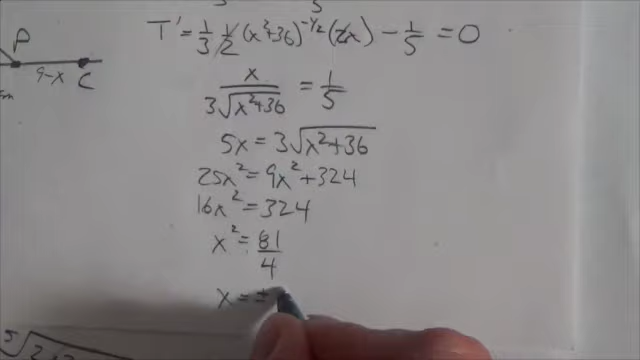 T' = 1/3 1/2 (x²+36)^-1/2 (2x) - 1/5 = 0
P
9-x
C
x / 3√(x²+36) = 1/5
5x = 3√(x²+36)
25x² = 9x² + 324
16x² = 324
x² = 81/4
x = ±